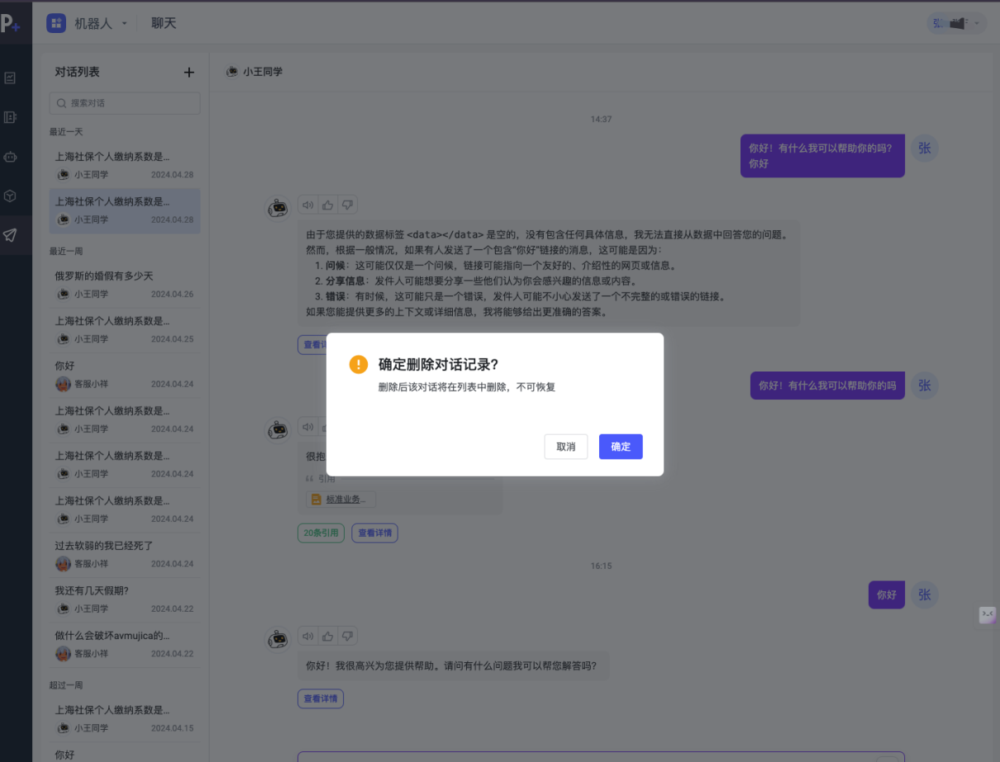 P+
机器人
聊天
对话列表
+
搜索对话
最近一天
上海社保个人缴纳系数是...
小王同学 2024.04.28
上海社保个人缴纳系数是...
小王同学 2024.04.28
最近一周
俄罗斯的婚假有多少天
小王同学 2024.04.26
上海社保个人缴纳系数是...
小王同学 2024.04.25
你好
客服小祥 2024.04.24
上海社保个人缴纳系数是...
小王同学 2024.04.24
上海社保个人缴纳系数是...
小王同学 2024.04.24
上海社保个人缴纳系数是...
小王同学 2024.04.24
过去软弱的我已经死了
客服小祥 2024.04.24
我还有几天假期?
小王同学 2024.04.22
做什么会破坏avmujica的...
客服小祥 2024.04.22
超过一周
上海社保个人缴纳系数是...
小王同学 2024.04.15
你好
小王同学
14:37
你好！有什么我可以帮助你的吗?
你好
张
由于您提供的数据标签 <data></data> 是空的，没有包含任何具体信息，我无法直接从数据中回答您的问题。
然而，根据一般情况，如果有人发送了一个包含“你好”链接的消息，这可能是因为：
1. 问候：这可能仅仅是一个问候，链接可能指向一个友好的、介绍性的网页或信息。
2. 分享信息：发件人可能想要分享一些他们认为你会感兴趣的信息或内容。
3. 错误：有时候，这可能只是一个错误，发件人可能不小心发送了一个不完整的或错误的链接。
如果您能提供更多的上下文或详细信息，我将能够给出更准确的答案。
查看详
确定删除对话记录?
删除后该对话将在列表中删除，不可恢复
取消
确定
你好！有什么我可以帮助你的吗
张
很抱
引用
标准业务...
20条引用
查看详情
16:15
你好
张
你好！我很高兴为您提供帮助。请问有什么问题我可以帮您解答吗?
查看详情